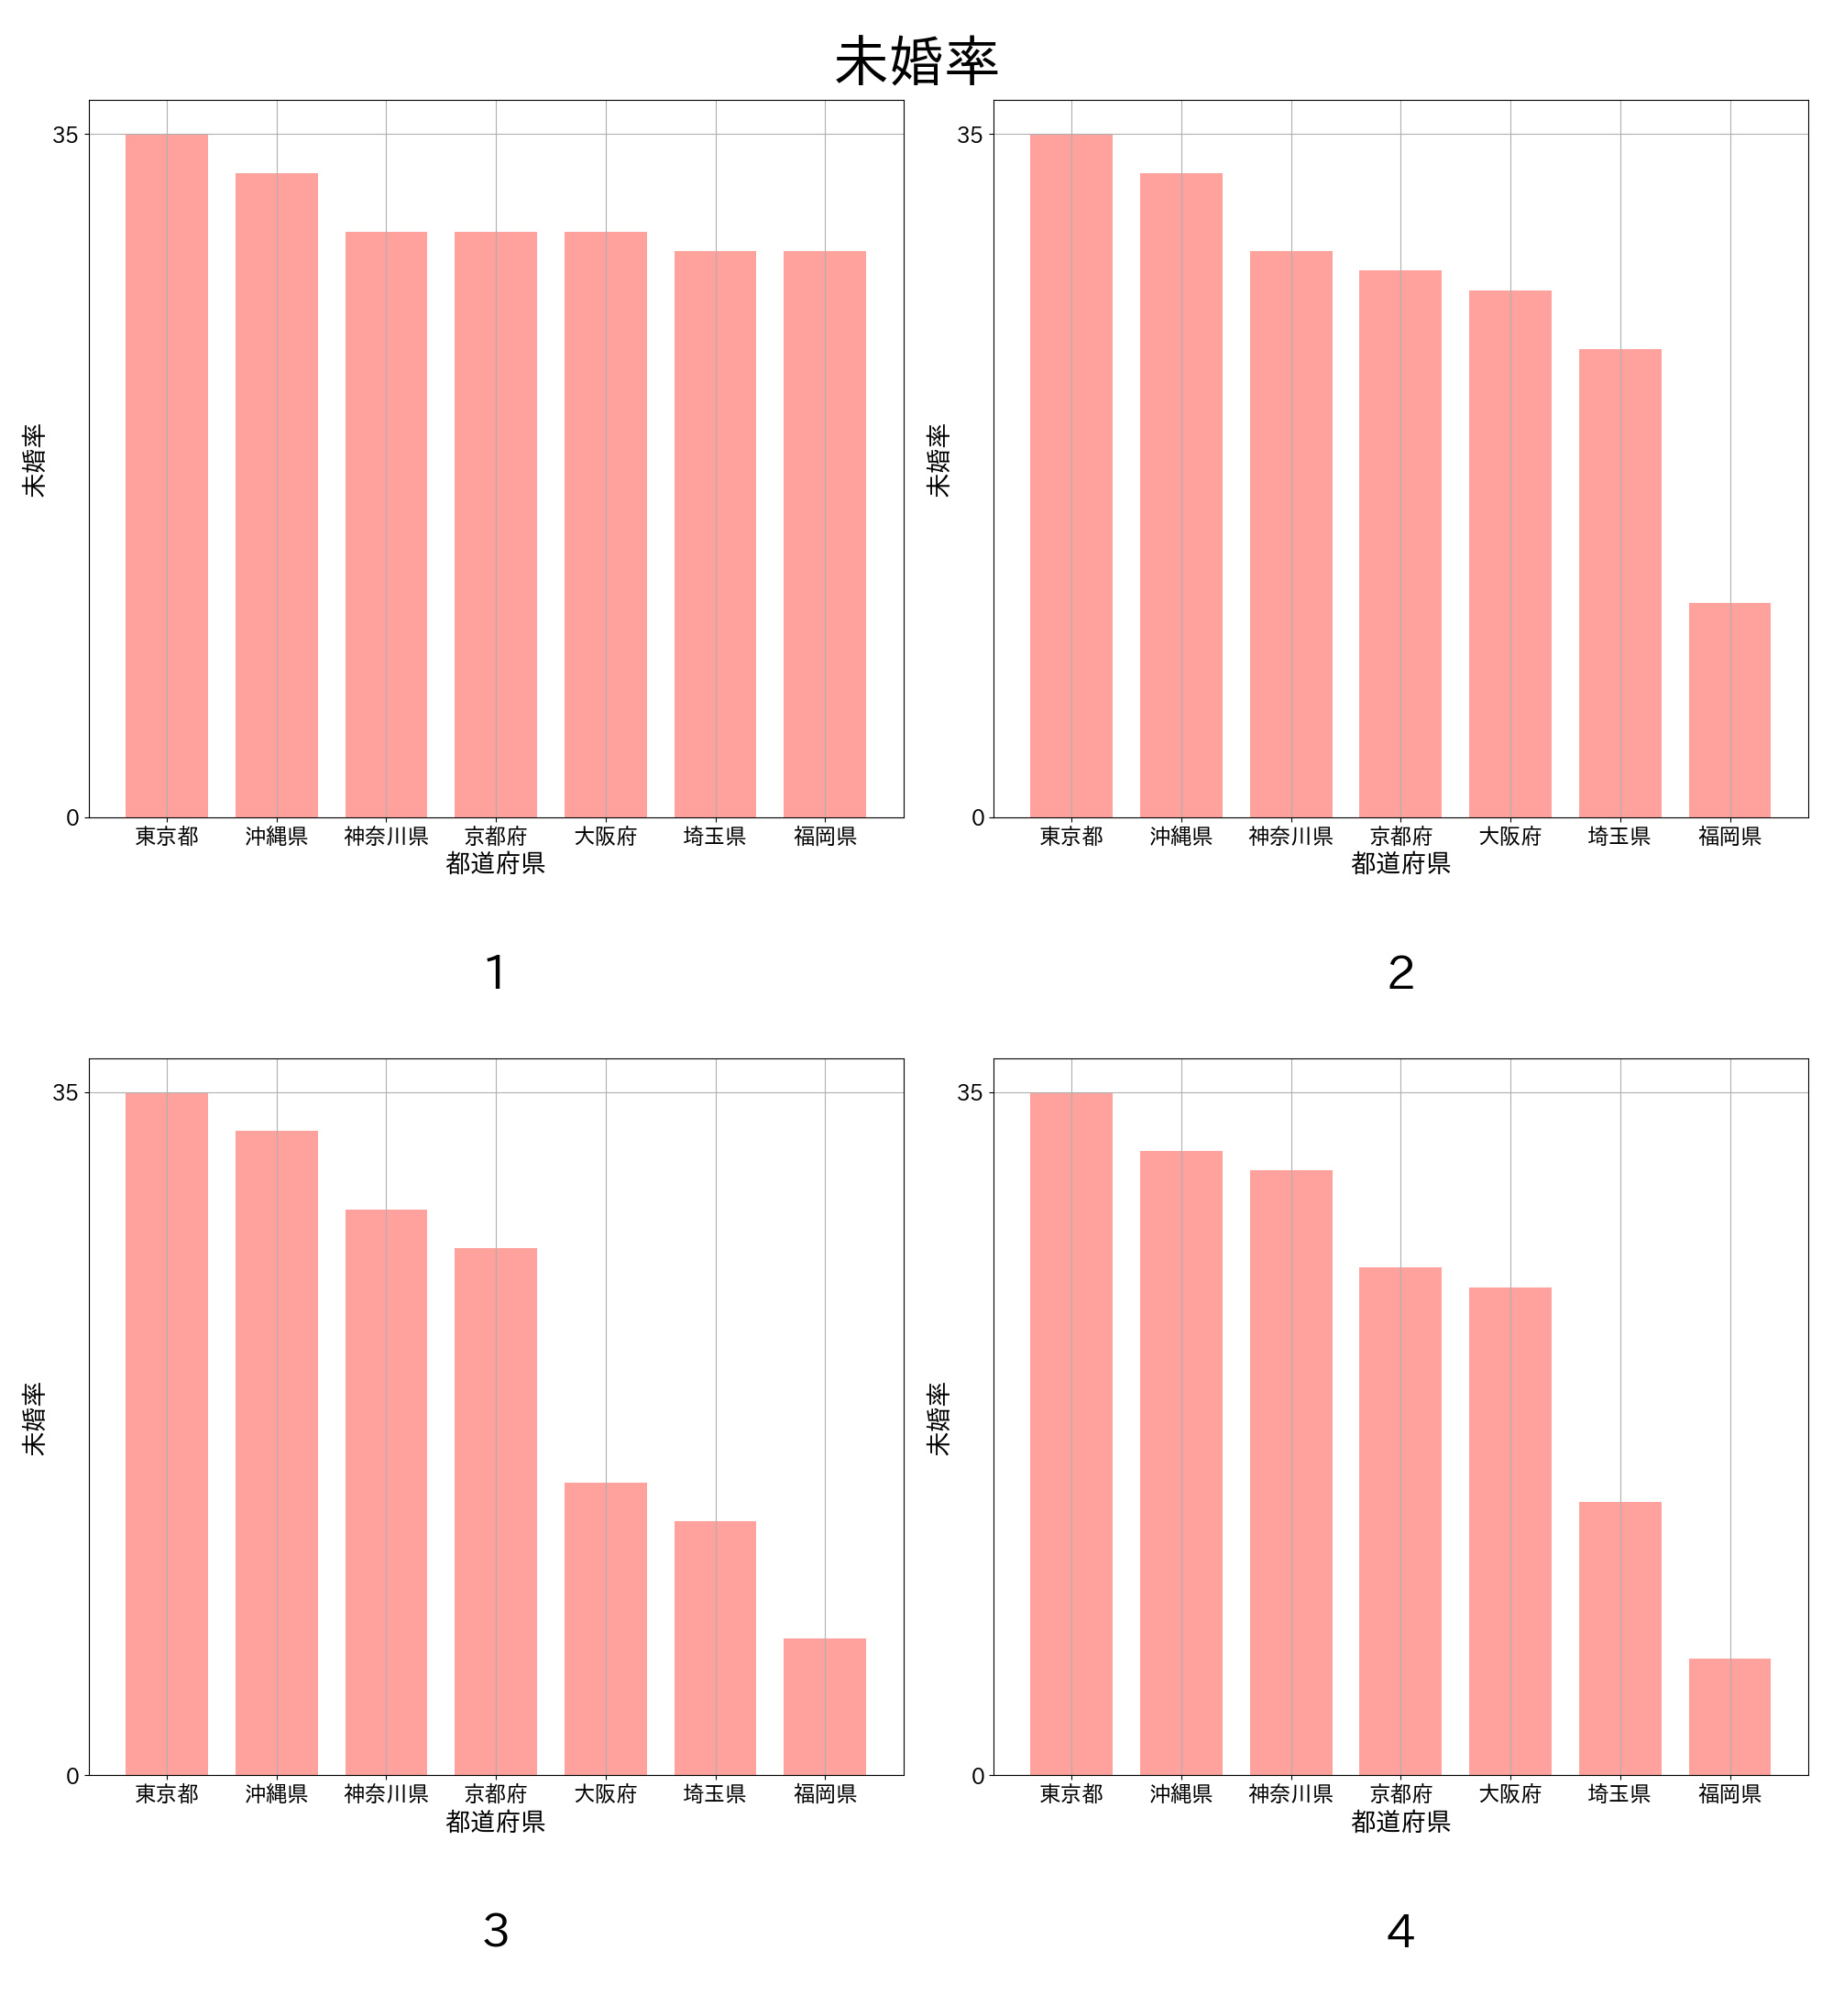 未婚率
35
0
未婚率
東京都 沖縄県 神奈川県 京都府 大阪府 埼玉県 福岡県
都道府県
1
35
0
未婚率
東京都 沖縄県 神奈川県 京都府 大阪府 埼玉県 福岡県
都道府県
2
35
0
未婚率
東京都 沖縄県 神奈川県 京都府 大阪府 埼玉県 福岡県
都道府県
3
35
0
未婚率
東京都 沖縄県 神奈川県 京都府 大阪府 埼玉県 福岡県
都道府県
4